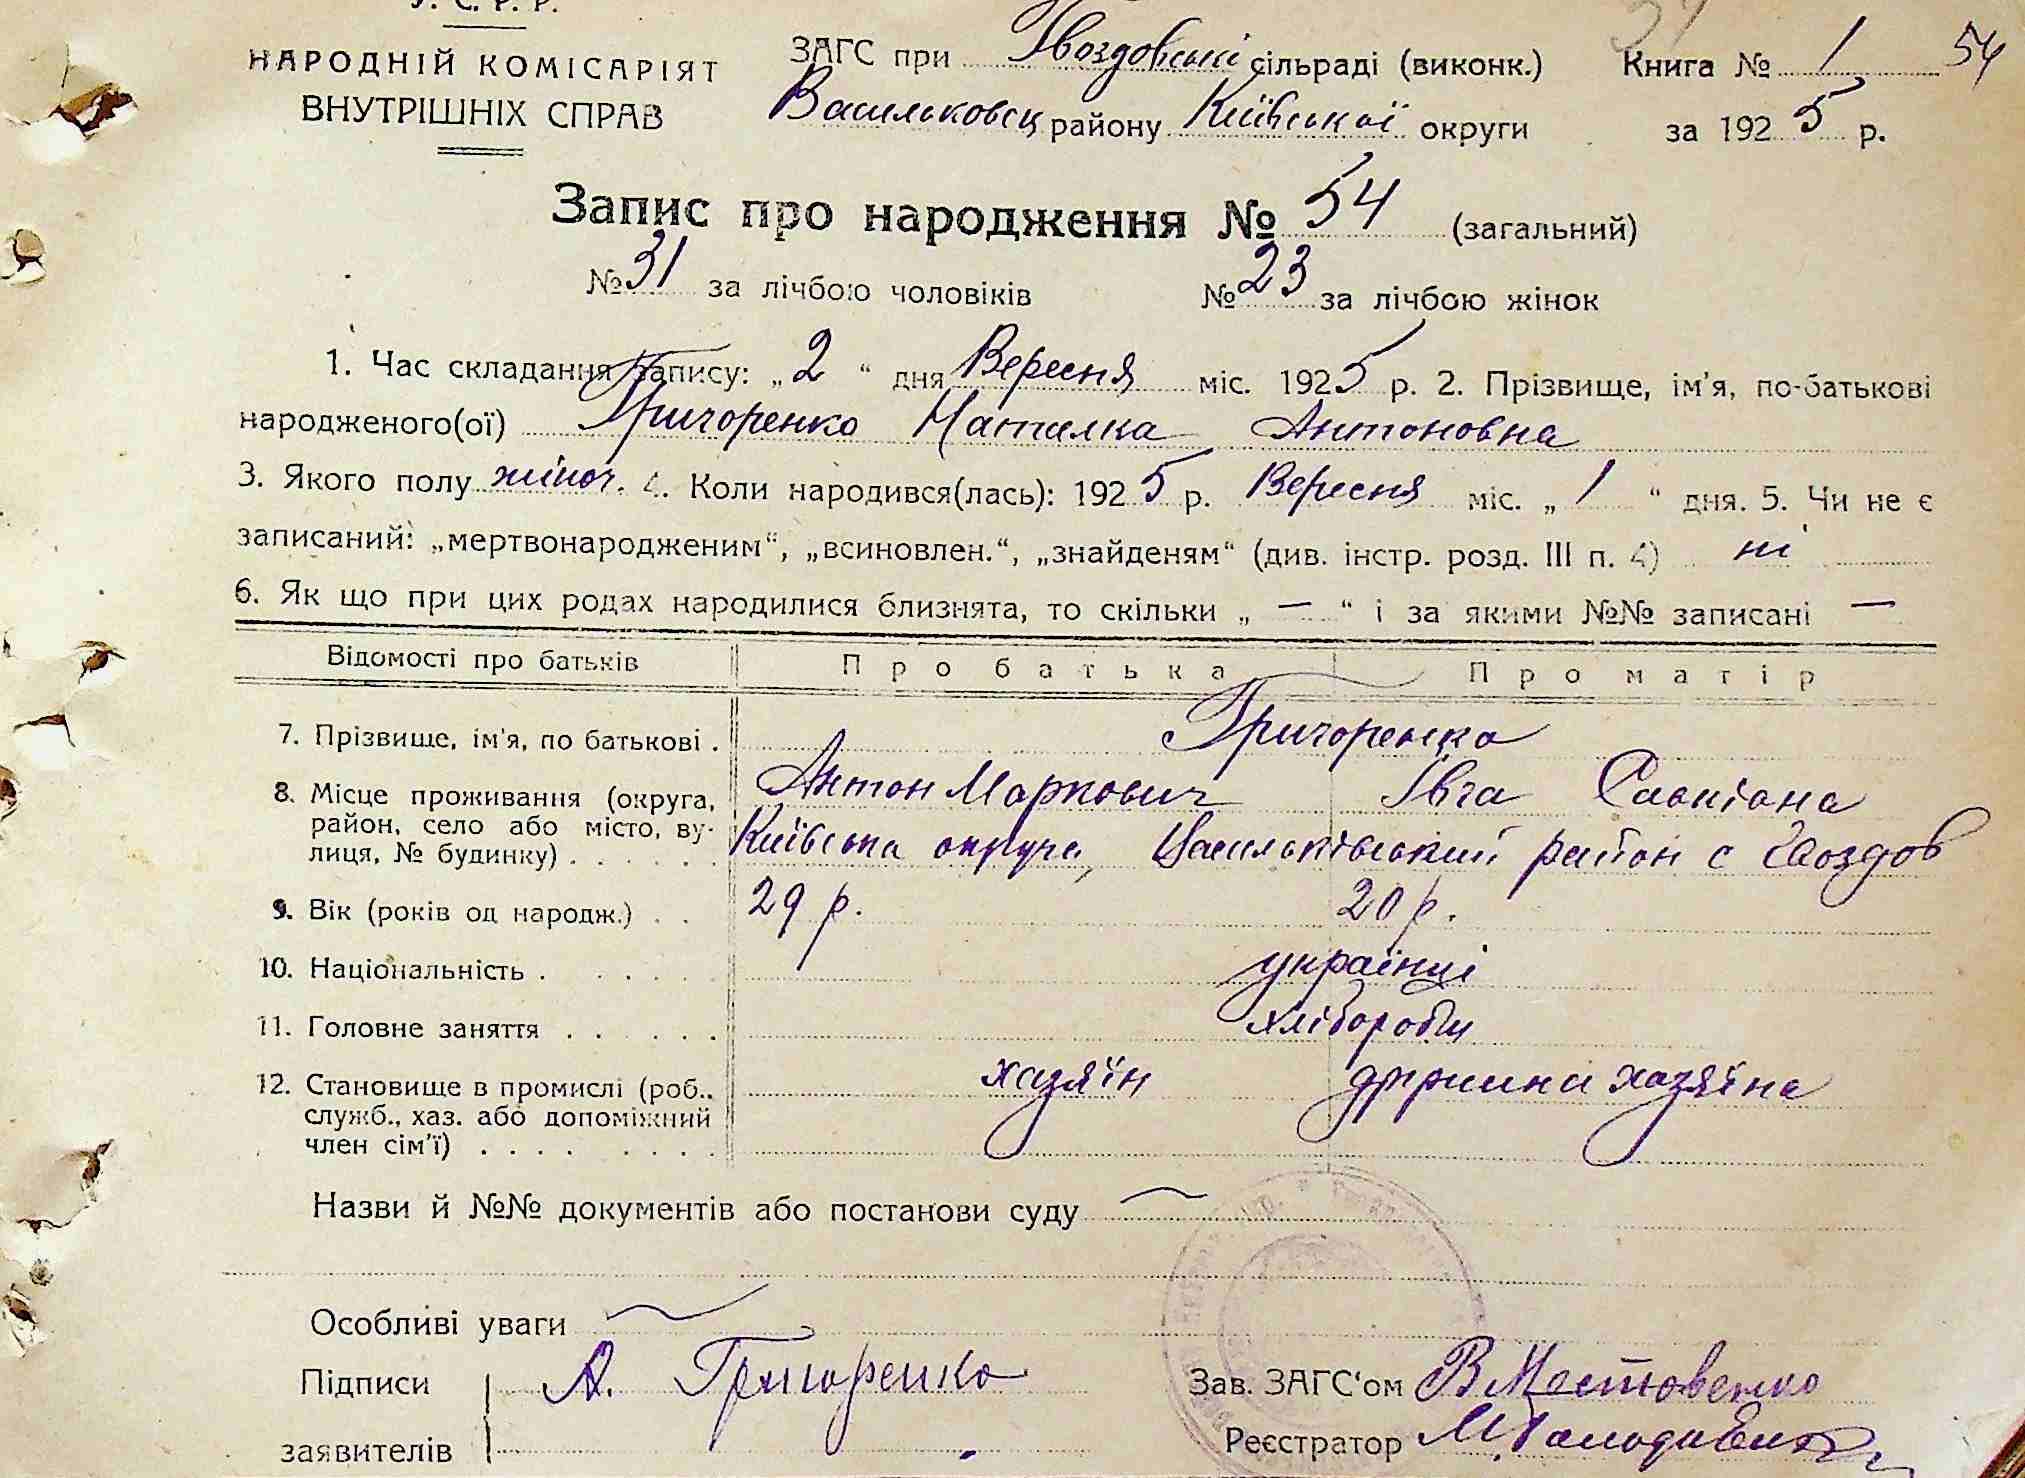 У. С. Р. Р.
НАРОДНІЙ КОМІСАРІЯТ
ВНУТРІШНІХ СПРАВ
ЗАГС при Гвоздовські сільраді (виконк.)
Васильковск району Київської округи
Книга № 1 54
за 1925 р.
Запис про народження № 54 (загальний)
№ 31 за лічбою чоловіків № 23 за лічбою жінок
1. Час складання запису: „2“ дня Вересня міс. 1925 р. 2. Прізвище, ім'я, по-батькові
народженого(ої) Григоренко Наталка Антоновна
3. Якого полу жіноч. 4. Коли народився(лась): 1925 р. Вересня міс. „1“ дня. 5. Чи не є
записаний: „мертвонародженим“, „всиновлен.“, „знайденям“ (див. інстр. розд. III п. 4) ні
6. Як що при цих родах народилися близнята, то скільки „—“ і за якими №№ записані —
Відомості про батьків Про батька Про матір
7. Прізвище, ім'я, по батькові . Григоренко
Антон Маркович Івга Савківна
8. Місце проживання (округа, район, село або місто, вулиця, № будинку) . . . . . .
Київська округа, Васильківський район с Гвоздов
9. Вік (років од народж.) . . 29 р. 20 р.
10. Національність . . . . . українці
11. Головне заняття . . . . . . хлібороби
12. Становище в промислі (роб., хазяїн дружина хазяїна
служб., хаз. або допоміжний
член сім'ї) . . . . . . . .
Назви й №№ документів або постанови суду —
Особливі уваги —
Підписи А. Григоренко
заявителів
Зав. ЗАГС'ом В Местовенко
Реєстратор М.